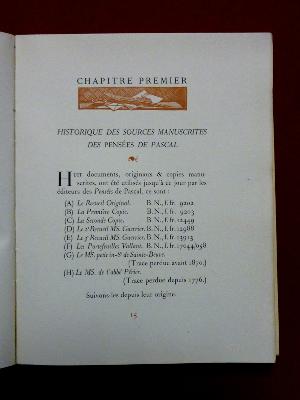 CHAPITRE PREMIER
HISTORIQUE DES SOURCES MANUSCRITES
DES PENSÉES DE PASCAL
HUIT documents, originaux & copies manu-
scrites, ont été utilisés jusqu'à ce jour par les
éditeurs des Pensées de Pascal, ce sont :
(A) Le Recueil Original. B. N., f. fr. 9202
(B) La Première Copie. B. N., f. fr. 9203
(C) La Seconde Copie. B. N., f. fr. 12449
(D) Le 2e Recueil MS. Guerrier. B. N., f. fr. 12988
(E) Le 3e Recueil MS. Guerrier. B. N., f. fr. 13913
(F) Les Portefeuilles Vallant. B. N., f. fr. 17044/058
(G) Le MS. petit in-8° de Sainte-Beuve.
(Trace perdue avant 1870.)
(H) Le MS. de l'abbé Périer.
(Trace perdue depuis 1776.)
Suivons-les depuis leur origine.
15